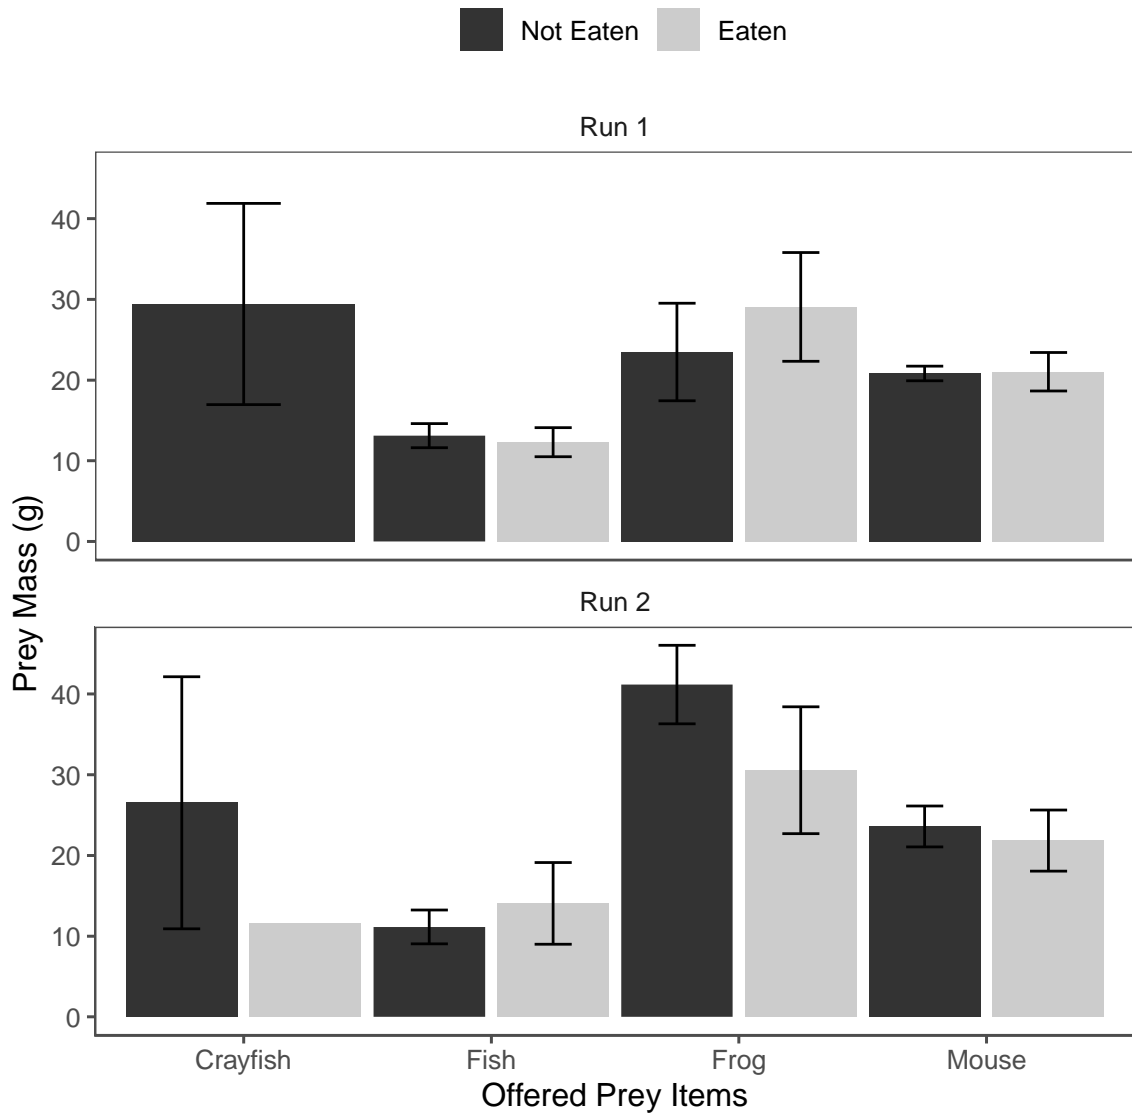 Not Eaten Eaten
Run 1
40
30
20
10
0
Run 2
40
30
20
10
0
Prey Mass (g)
Crayfish Fish Frog Mouse
Offered Prey Items